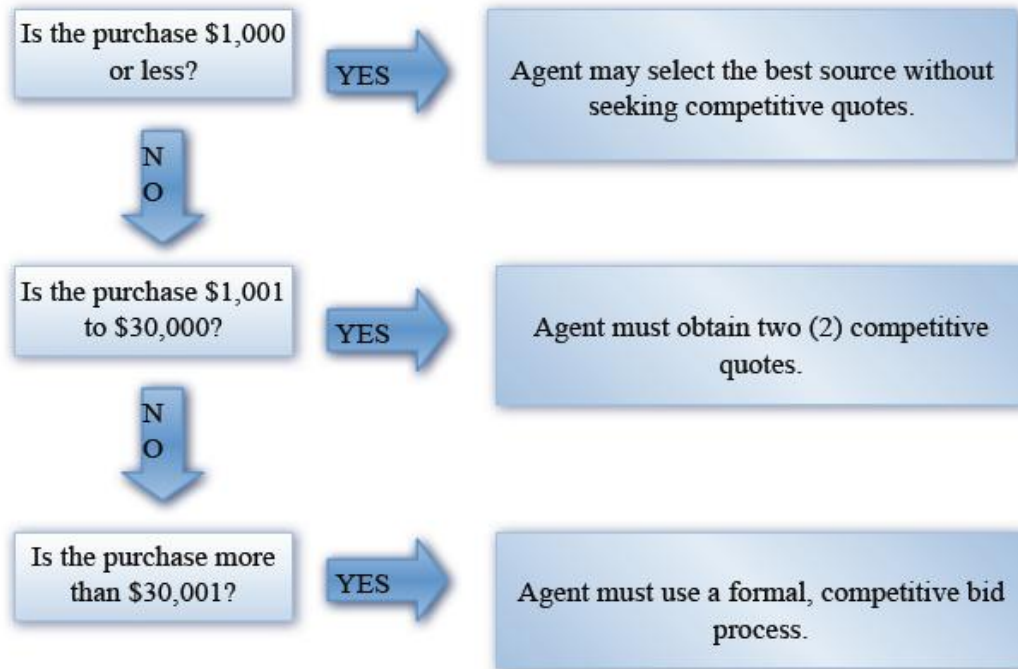 Is the purchase $1,000
or less?
YES
Agent may select the best source without
seeking competitive quotes.
N
O
Is the purchase $1,001
to $30,000?
YES
Agent must obtain two (2) competitive
quotes.
N
O
Is the purchase more
than $30,001?
YES
Agent must use a formal, competitive bid
process.